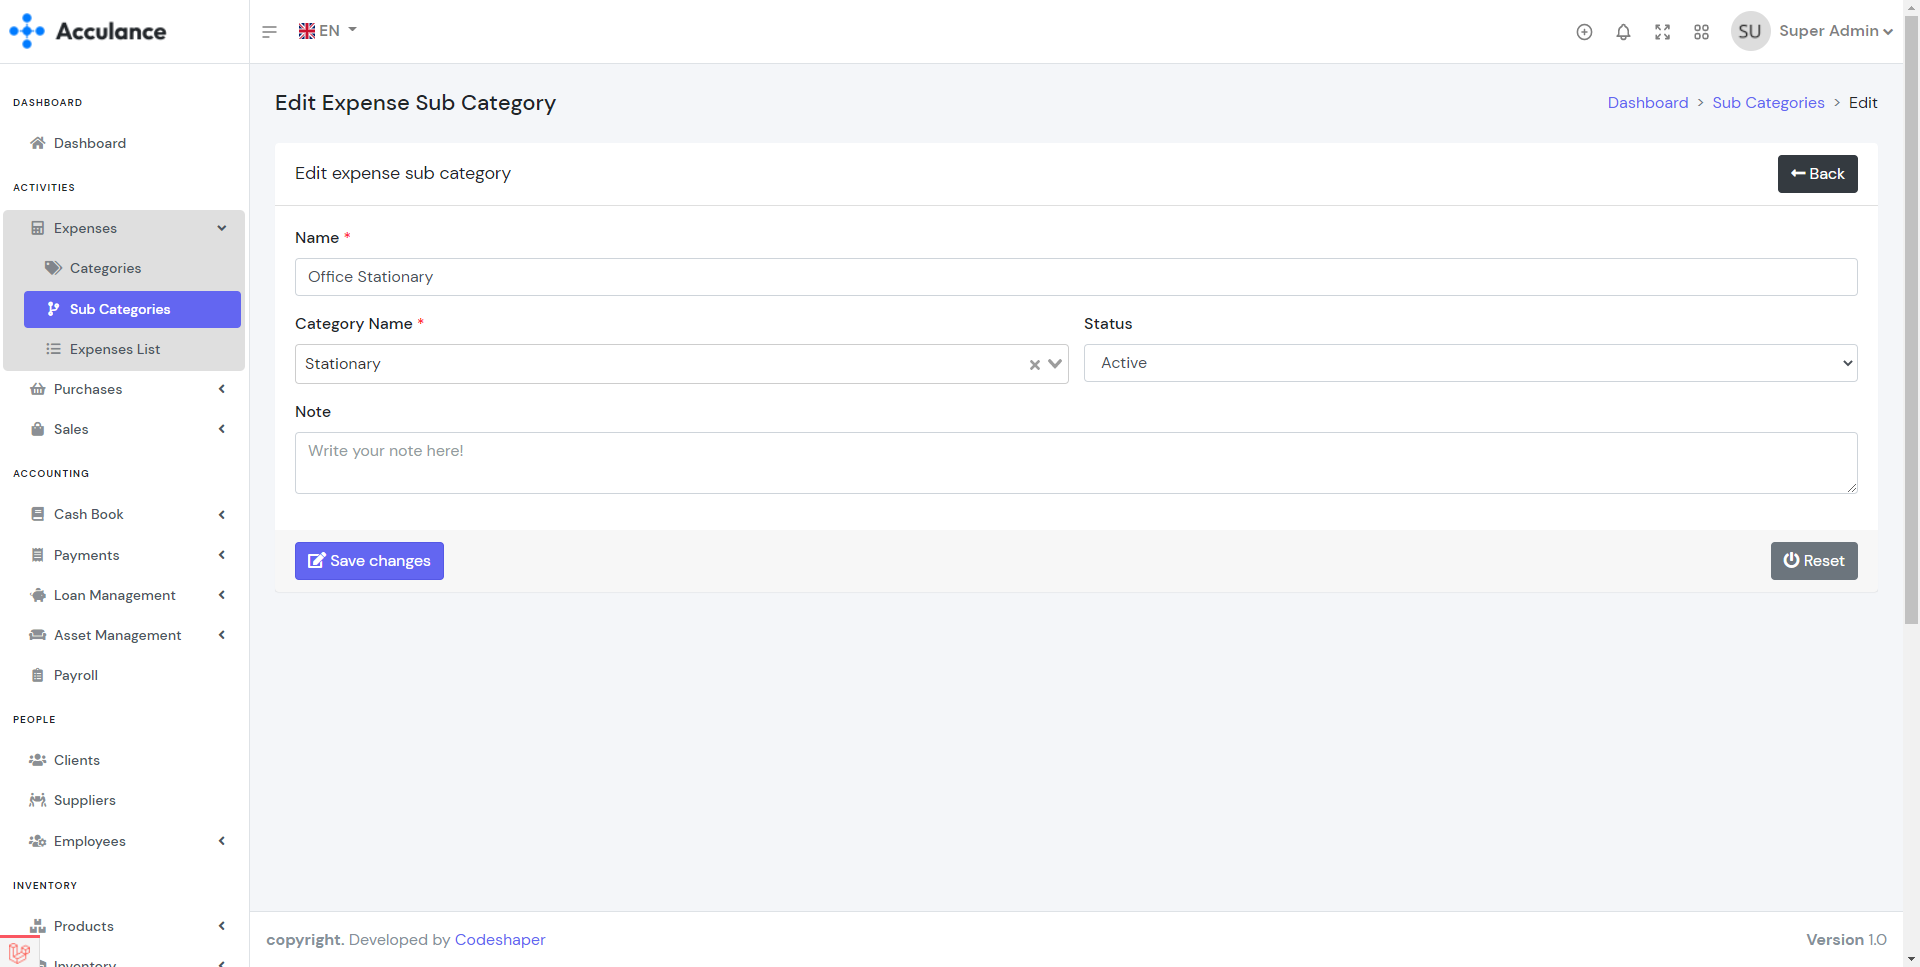 Acculance
EN
SU
Super Admin
DASHBOARD
Dashboard
ACTIVITIES
Expenses
Categories
Sub Categories
Expenses List
Purchases
Sales
ACCOUNTING
Cash Book
Payments
Loan Management
Asset Management
Payroll
PEOPLE
Clients
Suppliers
Employees
INVENTORY
Products
Inventory
Edit Expense Sub Category
Dashboard > Sub Categories > Edit
Edit expense sub category
Back
Name *
Office Stationary
Category Name *
Status
Stationary
Active
Note
Write your note here!
Save changes
Reset
copyright. Developed by Codeshaper
Version 1.0